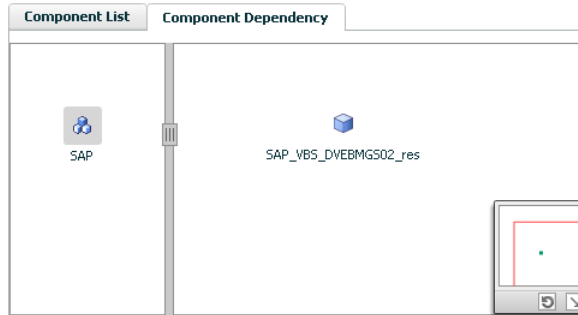 Component List
Component Dependency
SAP
SAP_VBS_DVEBMGS02_res